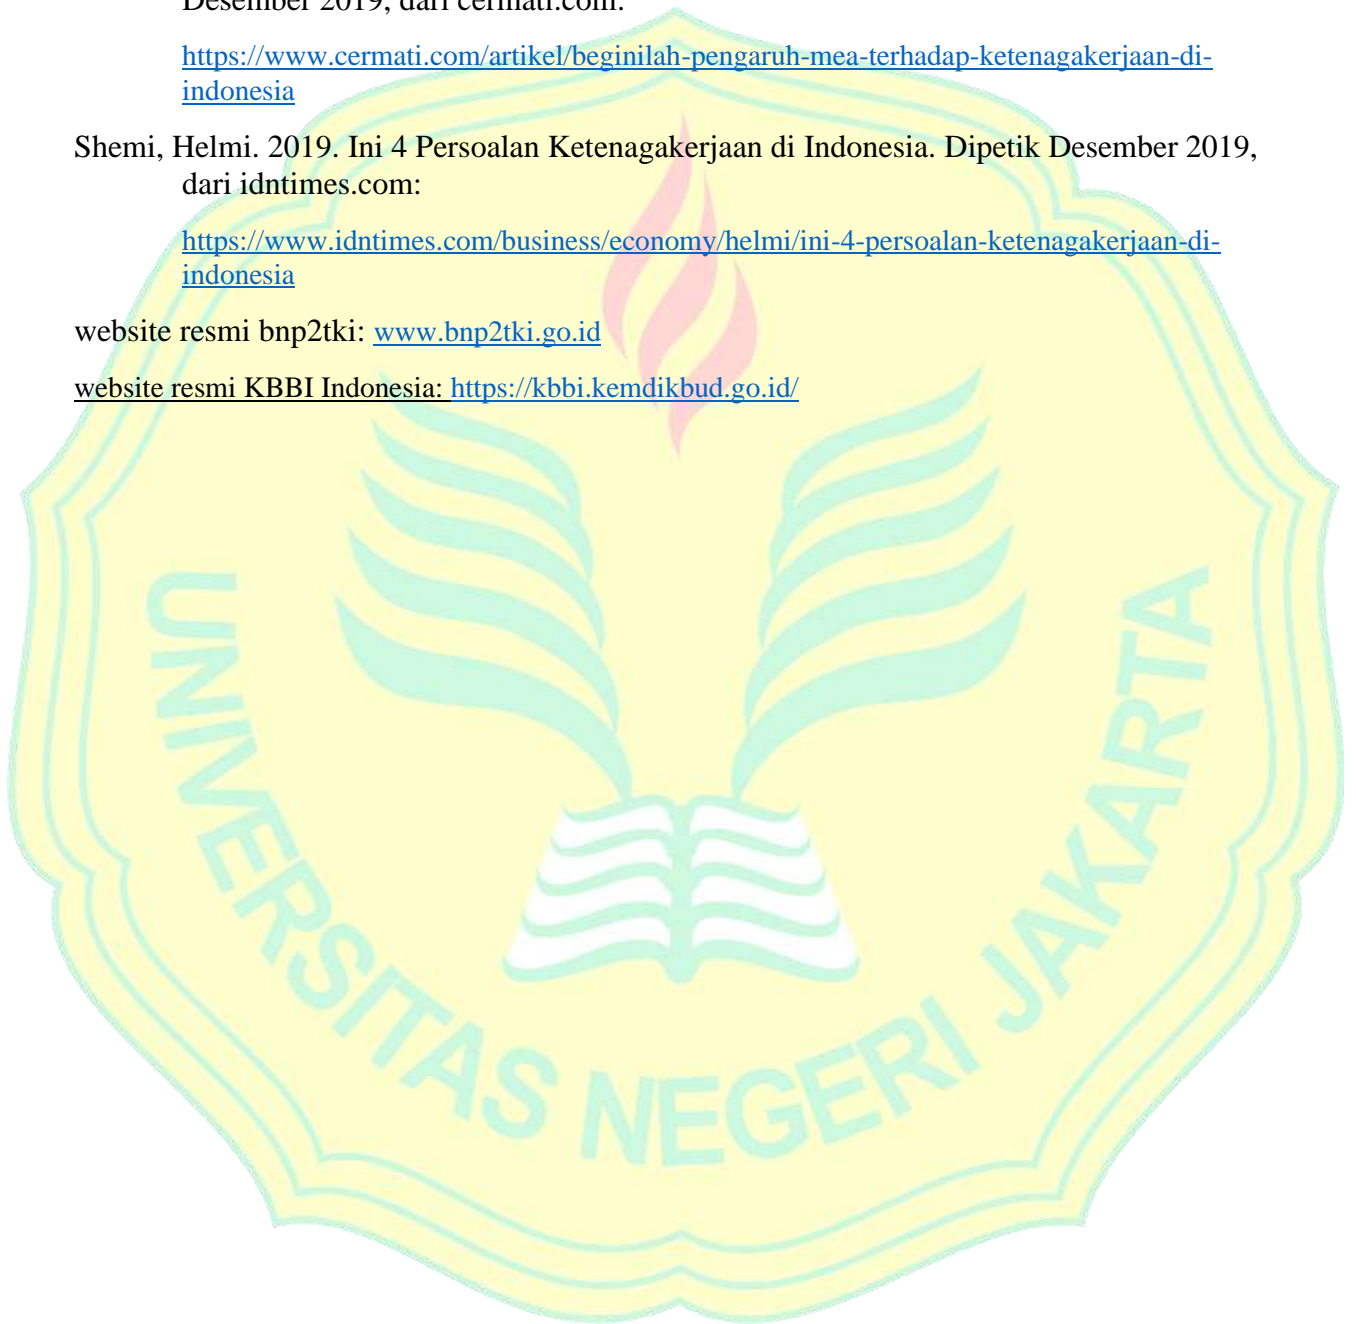 Desember 2019, dari cermati.com:
https://www.cermati.com/artikel/beginilah-pengaruh-mea-terhadap-ketenagakerjaan-di-
indonesia
Shemi, Helmi. 2019. Ini 4 Persoalan Ketenagakerjaan di Indonesia. Dipetik Desember 2019,
dari idntimes.com:
https://www.idntimes.com/business/economy/helmi/ini-4-persoalan-ketenagakerjaan-di-
indonesia
website resmi bnp2tki: www.bnp2tki.go.id
website resmi KBBI Indonesia: https://kbbi.kemdikbud.go.id/
UNIVERSITAS NEGERI JAKARTA